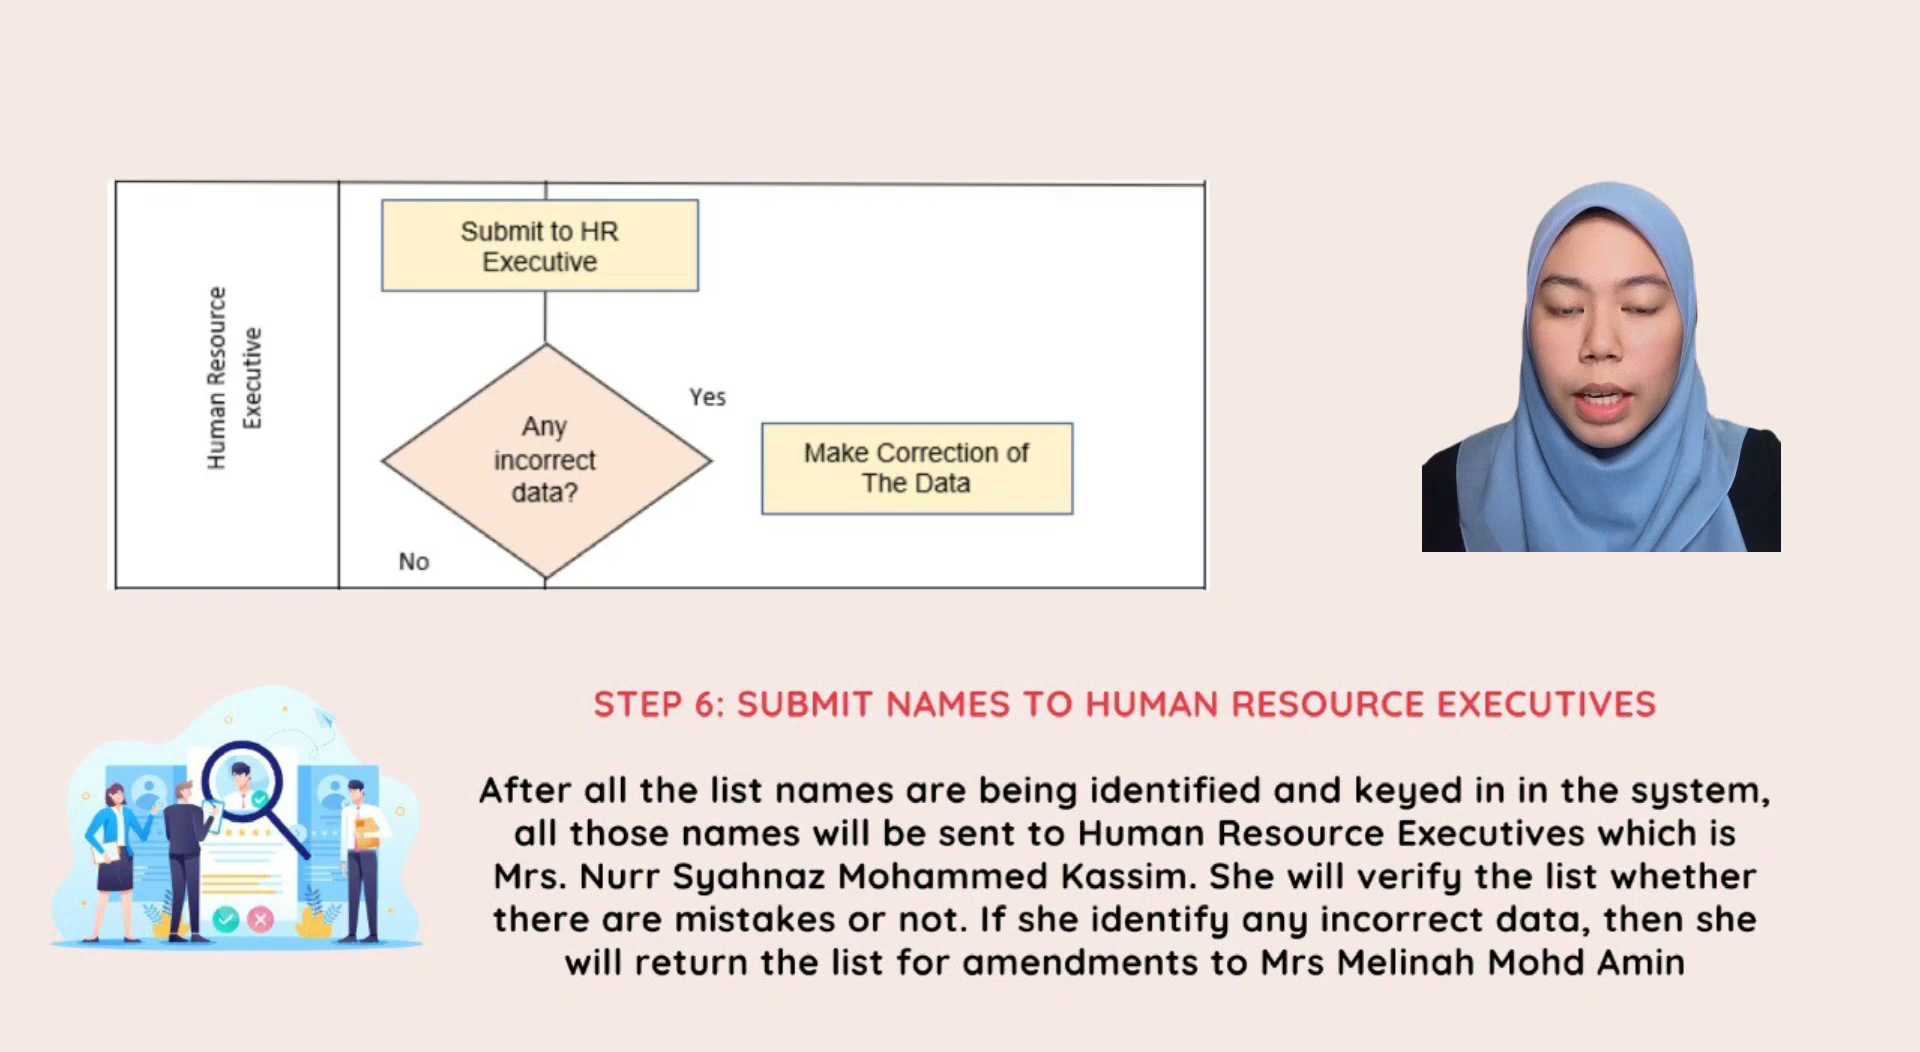 Human Resource
Executive
Submit to HR
Executive
Any
incorrect
data?
Yes
No
Make Correction of
The Data
STEP 6: SUBMIT NAMES TO HUMAN RESOURCE EXECUTIVES
After all the list names are being identified and keyed in in the system,
all those names will be sent to Human Resource Executives which is
Mrs. Nurr Syahnaz Mohammed Kassim. She will verify the list whether
there are mistakes or not. If she identify any incorrect data, then she
will return the list for amendments to Mrs Melinah Mohd Amin